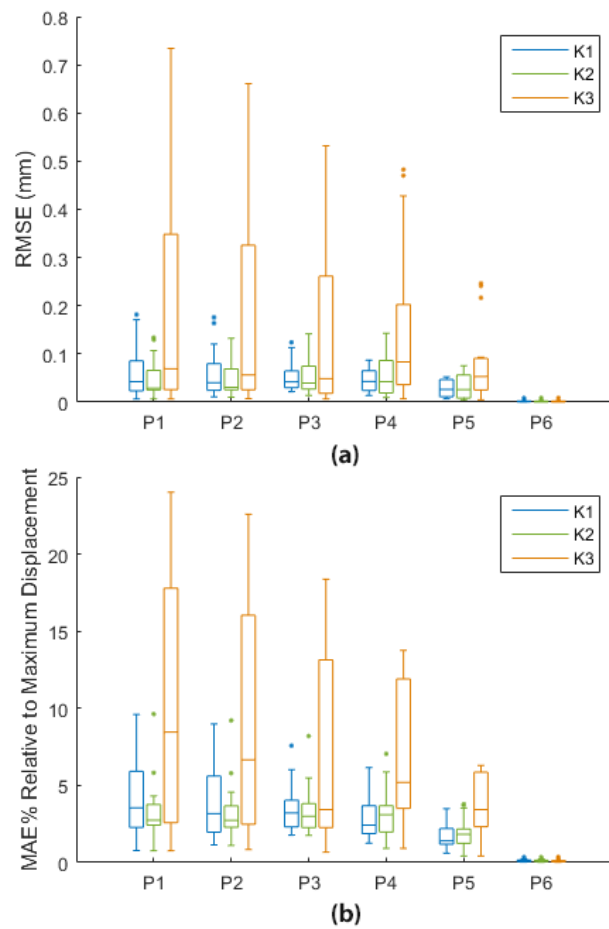 0.8
0.7
0.6
0.5
0.4
0.3
0.2
0.1
0
RMSE (mm)
K1
K2
K3
P1 P2 P3 P4 P5 P6
(a)
25
20
15
10
5
0
MAE% Relative to Maximum Displacement
K1
K2
K3
P1 P2 P3 P4 P5 P6
(b)